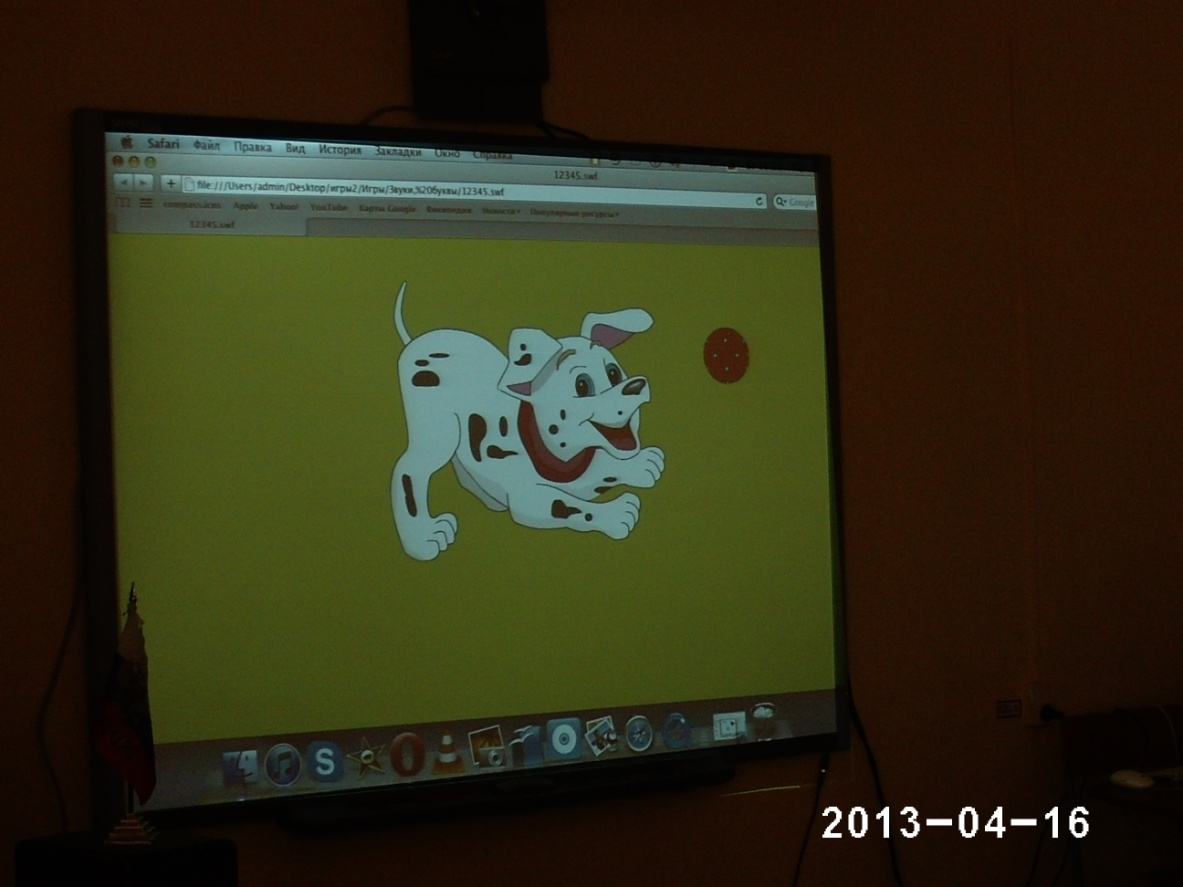 Safari Файл Правка Вид История Закладки Окно Справка
12345.swf
file:///Users/admin/Desktop/игры2/Игры/Звуки,%20буквы/12345.swf
Google
Apple Yahoo! YouTube Карты Google Википедия Новости Популярные ресурсы
12345.swf
S
2013-04-16